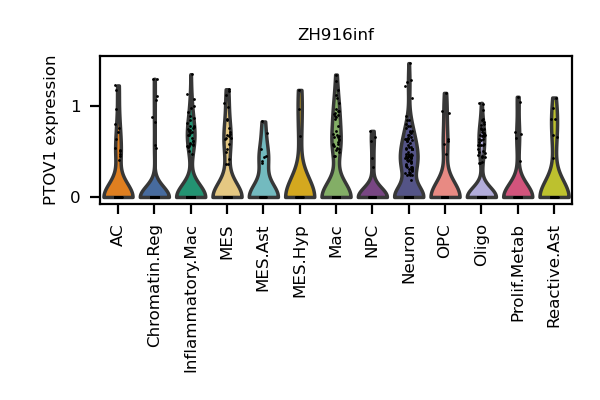 ZH916inf
PTOV1 expression
1
0
AC
Chromatin.Reg
Inflammatory.Mac
MES
MES.Ast
MES.Hyp
Mac
NPC
Neuron
OPC
Oligo
Prolif.Metab
Reactive.Ast